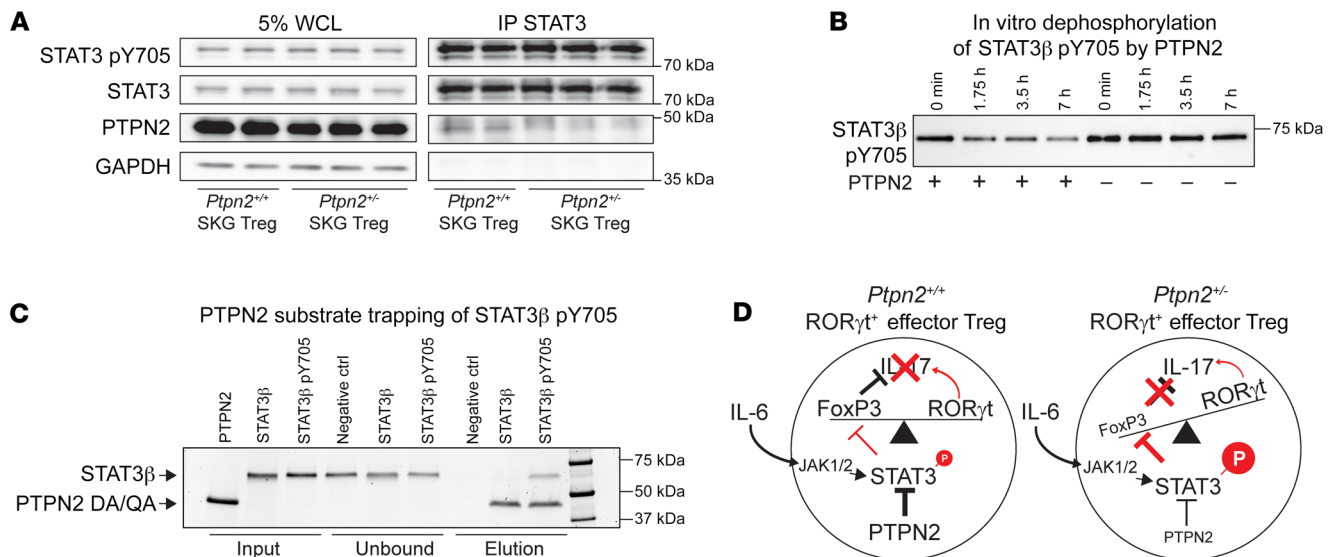 A
5% WCL
IP STAT3
STAT3 pY705
70 kDa
STAT3
70 kDa
PTPN2
50 kDa
GAPDH
35 kDa
Ptpn2+/+
SKG Treg
Ptpn2+/-
SKG Treg
Ptpn2+/+
SKG Treg
Ptpn2+/-
SKG Treg
B
In vitro dephosphorylation
of STAT3β pY705 by PTPN2
0 min
1.75 h
3.5 h
7 h
0 min
1.75 h
3.5 h
7 h
STAT3β
pY705
75 kDa
PTPN2 + + + + – – – –
C
PTPN2 substrate trapping of STAT3β pY705
PTPN2
STAT3β
STAT3β pY705
Negative ctrl
STAT3β
STAT3β pY705
Negative ctrl
STAT3β
STAT3β pY705
STAT3β
75 kDa
PTPN2 DA/QA
50 kDa
37 kDa
Input
Unbound
Elution
D
Ptpn2+/+
RORγt+ effector Treg
IL-17
FoxP3
RORγt
IL-6
JAK1/2
STAT3
P
PTPN2
Ptpn2+/-
RORγt+ effector Treg
IL-17
FoxP3
RORγt
IL-6
JAK1/2
STAT3
P
PTPN2